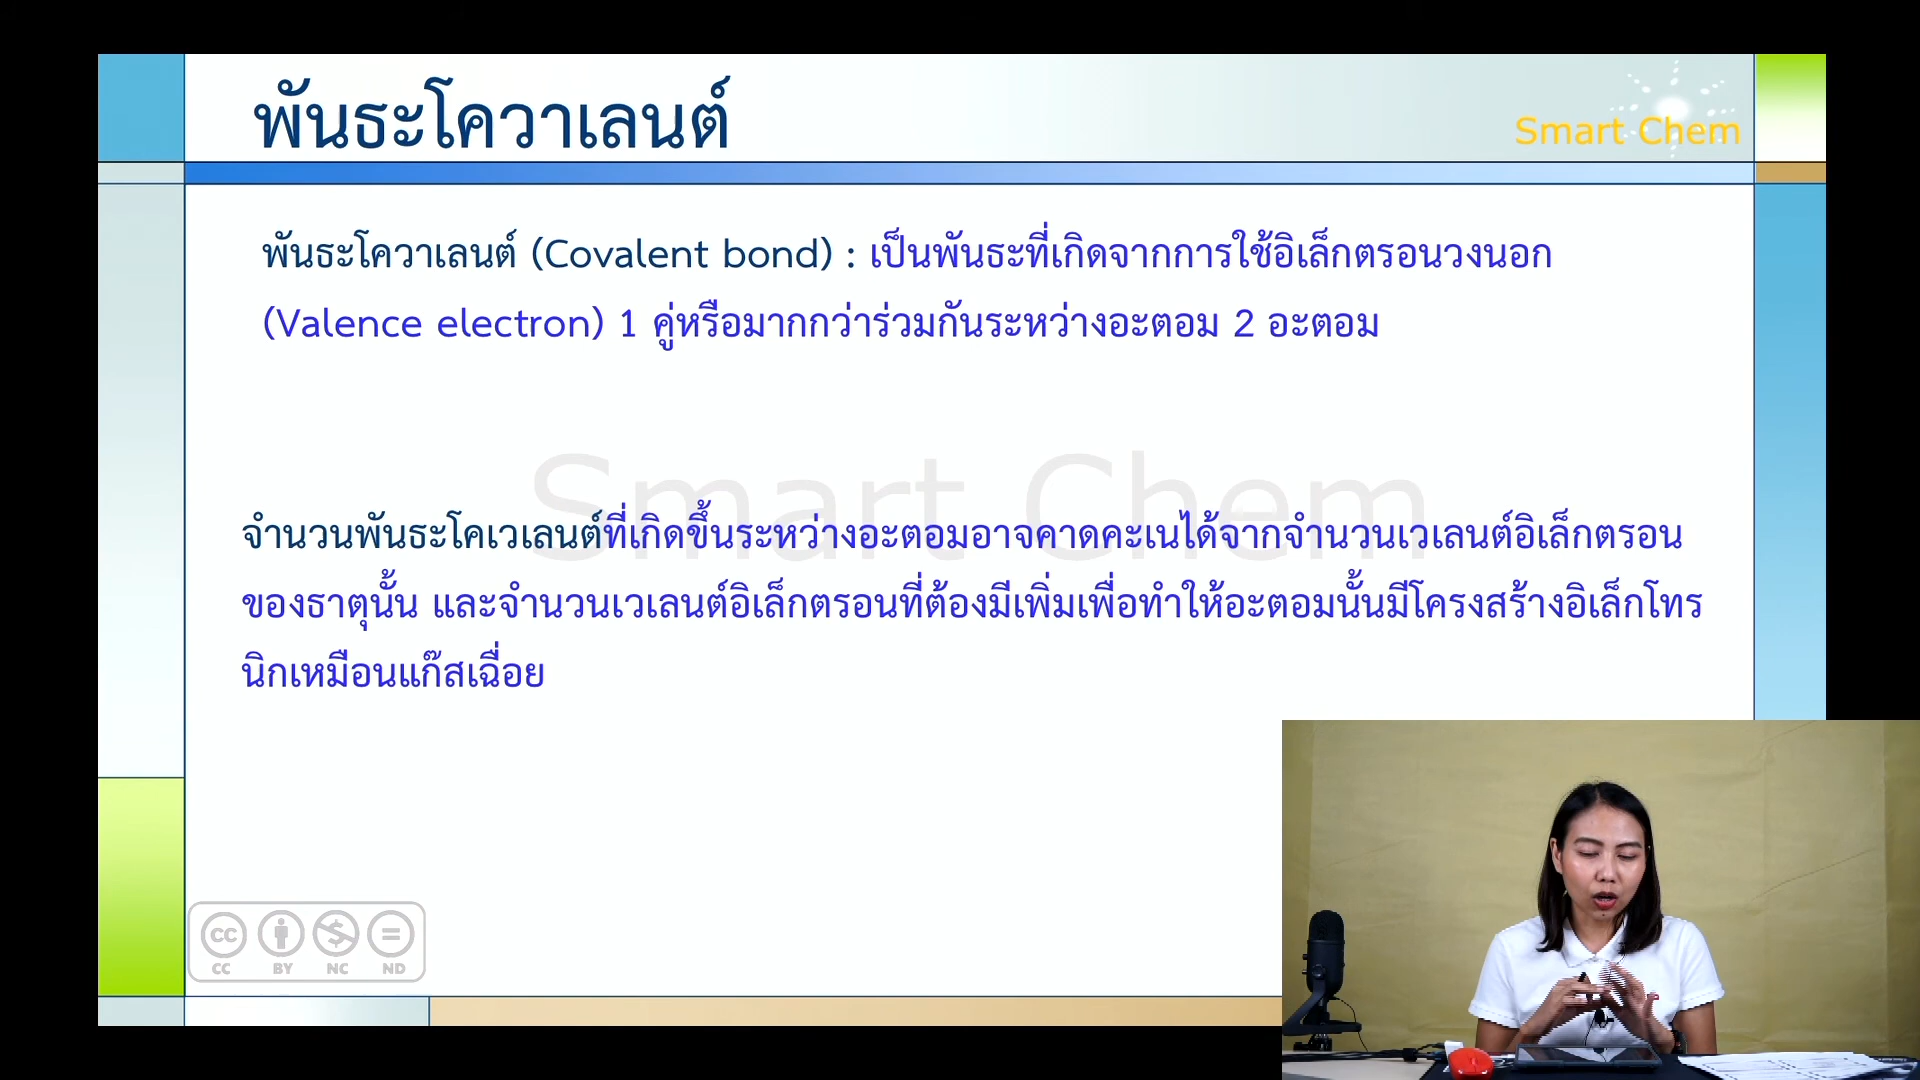 พันธะโควาเลนต์
Smart Chem
พันธะโควาเลนต์ (Covalent bond) : เป็นพันธะที่เกิดจากการใช้อิเล็กตรอนวงนอก
(Valence electron) 1 คู่หรือมากกว่าร่วมกันระหว่างอะตอม 2 อะตอม
Smart Chem
จำนวนพันธะโคเวเลนต์ที่เกิดขึ้นระหว่างอะตอมอาจคาดคะเนได้จากจำนวนเวเลนต์อิเล็กตรอน
ของธาตุนั้น และจำนวนเวเลนต์อิเล็กตรอนที่ต้องมีเพิ่มเพื่อทำให้อะตอมนั้นมีโครงสร้างอิเล็กโทร
นิกเหมือนแก๊สเฉื่อย
CC BY NC ND